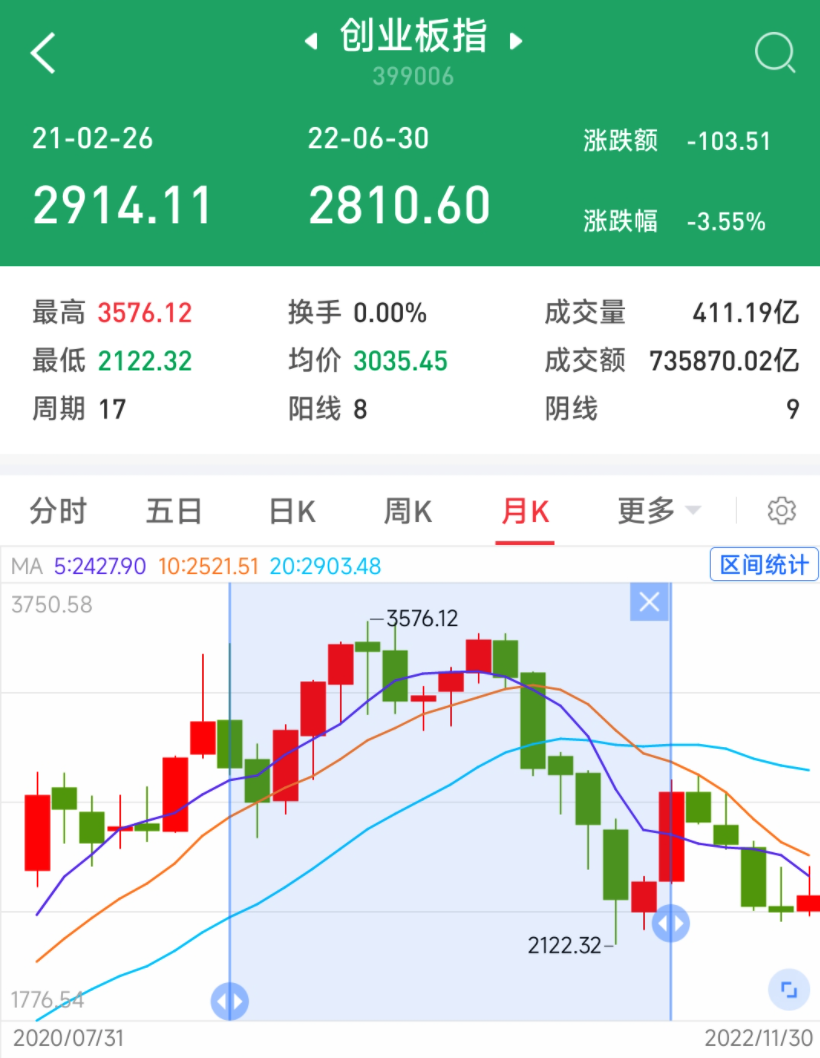 创业板指
399006
21-02-26 22-06-30 涨跌额 -103.51
2914.11 2810.60 涨跌幅 -3.55%
最高 3576.12 换手 0.00% 成交量 411.19亿
最低 2122.32 均价 3035.45 成交额 735870.02亿
周期 17 阳线 8 阴线 9
分时 五日 日K 周K 月K 更多
MA 5:2427.90 10:2521.51 20:2903.48 区间统计
3750.58
3576.12
2122.32
1776.54
2020/07/31 2022/11/30